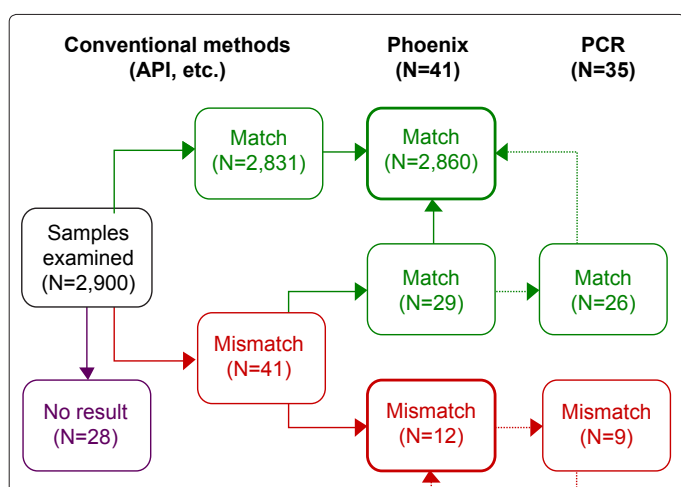 Conventional methods
(API, etc.)
Phoenix
(N=41)
PCR
(N=35)
Match
(N=2,831)
Match
(N=2,860)
Samples
examined
(N=2,900)
Match
(N=29)
Match
(N=26)
Mismatch
(N=41)
No result
(N=28)
Mismatch
(N=12)
Mismatch
(N=9)